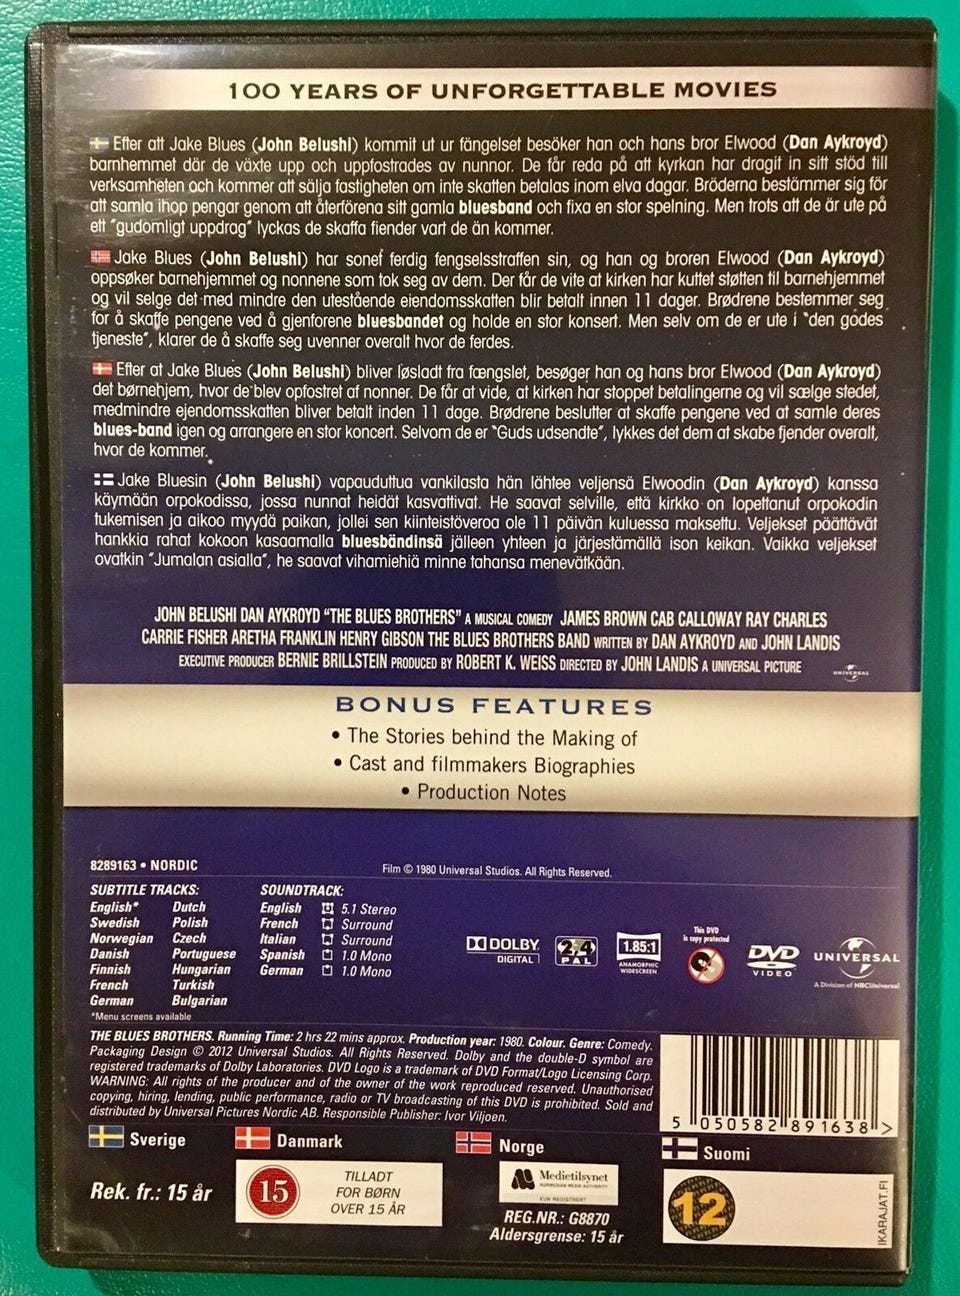 100 YEARS OF UNFORGETTABLE MOVIES
Efter att Jake Blues (John Belushi) kommit ut ur fängelset besöker han och hans bror Elwood (Dan Aykroyd)
barnhemmet där de växte upp och uppfostrades av nunnor. De får reda på att kyrkan har dragit in sitt stöd till
verksamheten och kommer att sälja fastigheten om inte skatten betalas inom elva dagar. Bröderna bestämmer sig för
att samla ihop pengar genom att återförena sitt gamla bluesband och fixa en stor spelning. Men trots att de är ute på
ett "gudomligt uppdrag" lyckas de skaffa fiender vart de än kommer.
Jake Blues (John Belushi) har sonet ferdig fengselsstraffen sin, og han og broren Elwood (Dan Aykroyd)
oppsøker barnehjemmet og nonnene som tok seg av dem. Der får de vite at kirken har kuttet støtten til barnehjemmet
og vil selge det med mindre den utestående eiendomsskatten blir betalt innen 11 dager. Brødrene bestemmer seg
for å skaffe pengene ved å gjenforene bluesbandet og holde en stor konsert. Men selv om de er ute i "den godes
tjeneste", klarer de å skaffe seg uvenner overalt hvor de ferdes.
Efter at Jake Blues (John Belushi) bliver løsladt fra fængslet, besøger han og hans bror Elwood (Dan Aykroyd)
det børnehjem, hvor de blev opfostret af nonner. De får at vide, at kirken har stoppet betalingerne og vil sælge stedet,
medmindre ejendomsskatten bliver betalt inden 11 dage. Brødrene beslutter at skaffe pengene ved at samle deres
blues-band igen og arrangere en stor koncert. Selvom de er "Guds udsendte", lykkes det dem at skabe fjender overalt,
hvor de kommer.
Jake Bluesin (John Belushi) vapauduttua vankilasta hän lähtee veljensä Elwoodin (Dan Aykroyd) kanssa
käymään orpokodissa, jossa nunnat heidät kasvattivat. He saavat selville, että kirkko on lopettanut orpokodin
tukemisen ja aikoo myydä paikan, jollei sen kiinteistöveroa ole 11 päivän kuluessa maksettu. Veljekset päättävät
hankkia rahat kokoon kasaamalla bluesbändinsä jälleen yhteen ja järjestämällä ison keikan. Vaikka veljekset
ovatkin "Jumalan asialla", he saavat vihamiehiä minne tahansa menevätkään.
JOHN BELUSHI DAN AYKROYD "THE BLUES BROTHERS" A MUSICAL COMEDY JAMES BROWN CAB CALLOWAY RAY CHARLES
CARRIE FISHER ARETHA FRANKLIN HENRY GIBSON THE BLUES BROTHERS BAND WRITTEN BY DAN AYKROYD AND JOHN LANDIS
EXECUTIVE PRODUCER BERNIE BRILLSTEIN PRODUCED BY ROBERT K. WEISS DIRECTED BY JOHN LANDIS A UNIVERSAL PICTURE
UNIVERSAL
BONUS FEATURES
• The Stories behind the Making of
• Cast and filmmakers Biographies
• Production Notes
8289163 • NORDIC
Film © 1980 Universal Studios. All Rights Reserved.
SUBTITLE TRACKS:
English* Dutch
Swedish Polish
Norwegian Czech
Danish Portuguese
Finnish Hungarian
French Turkish
German Bulgarian
*Menu screens available
SOUNDTRACK:
English 5.1 Stereo
French Surround
Italian Surround
Spanish 1.0 Mono
German 1.0 Mono
DOLBY
DIGITAL
2·4
PAL
1.85:1
ANAMORPHIC
WIDESCREEN
This DVD
is copy protected
DVD
VIDEO
UNIVERSAL
A Division of NBCUniversal
THE BLUES BROTHERS. Running Time: 2 hrs 22 mins approx. Production year: 1980. Colour. Genre: Comedy.
Packaging Design © 2012 Universal Studios. All Rights Reserved. Dolby and the double-D symbol are
registered trademarks of Dolby Laboratories. DVD Logo is a trademark of DVD Format/Logo Licensing Corp.
WARNING: All rights of the producer and of the owner of the work reproduced reserved. Unauthorised
copying, hiring, lending, public performance, radio or TV broadcasting of this DVD is prohibited. Sold and
distributed by Universal Pictures Nordic AB. Responsible Publisher: Ivor Viljoen.
5 050582 891638 >
Sverige
Rek. fr.: 15 år
Danmark
15
TILLADT
FOR BØRN
OVER 15 ÅR
Norge
Medietilsynet
NORWEGIAN MEDIA AUTHORITY
KUN REGISTRERT
REG.NR.: G8870
Aldersgrense: 15 år
Suomi
12
IKARAJAT.FI